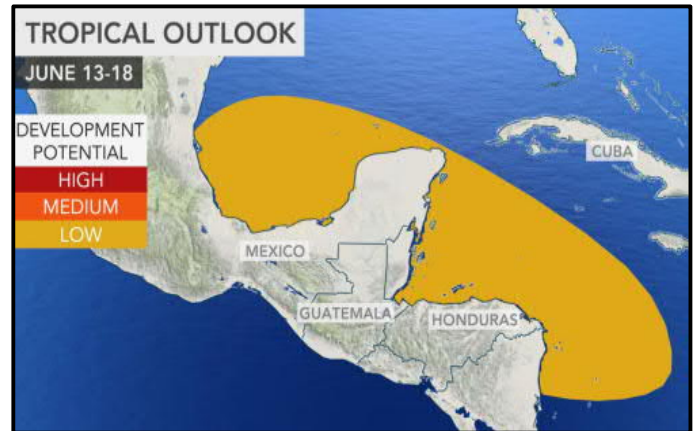 TROPICAL OUTLOOK
JUNE 13-18
DEVELOPMENT
POTENTIAL
HIGH
MEDIUM
LOW
CUBA
MEXICO
GUATEMALA
HONDURAS